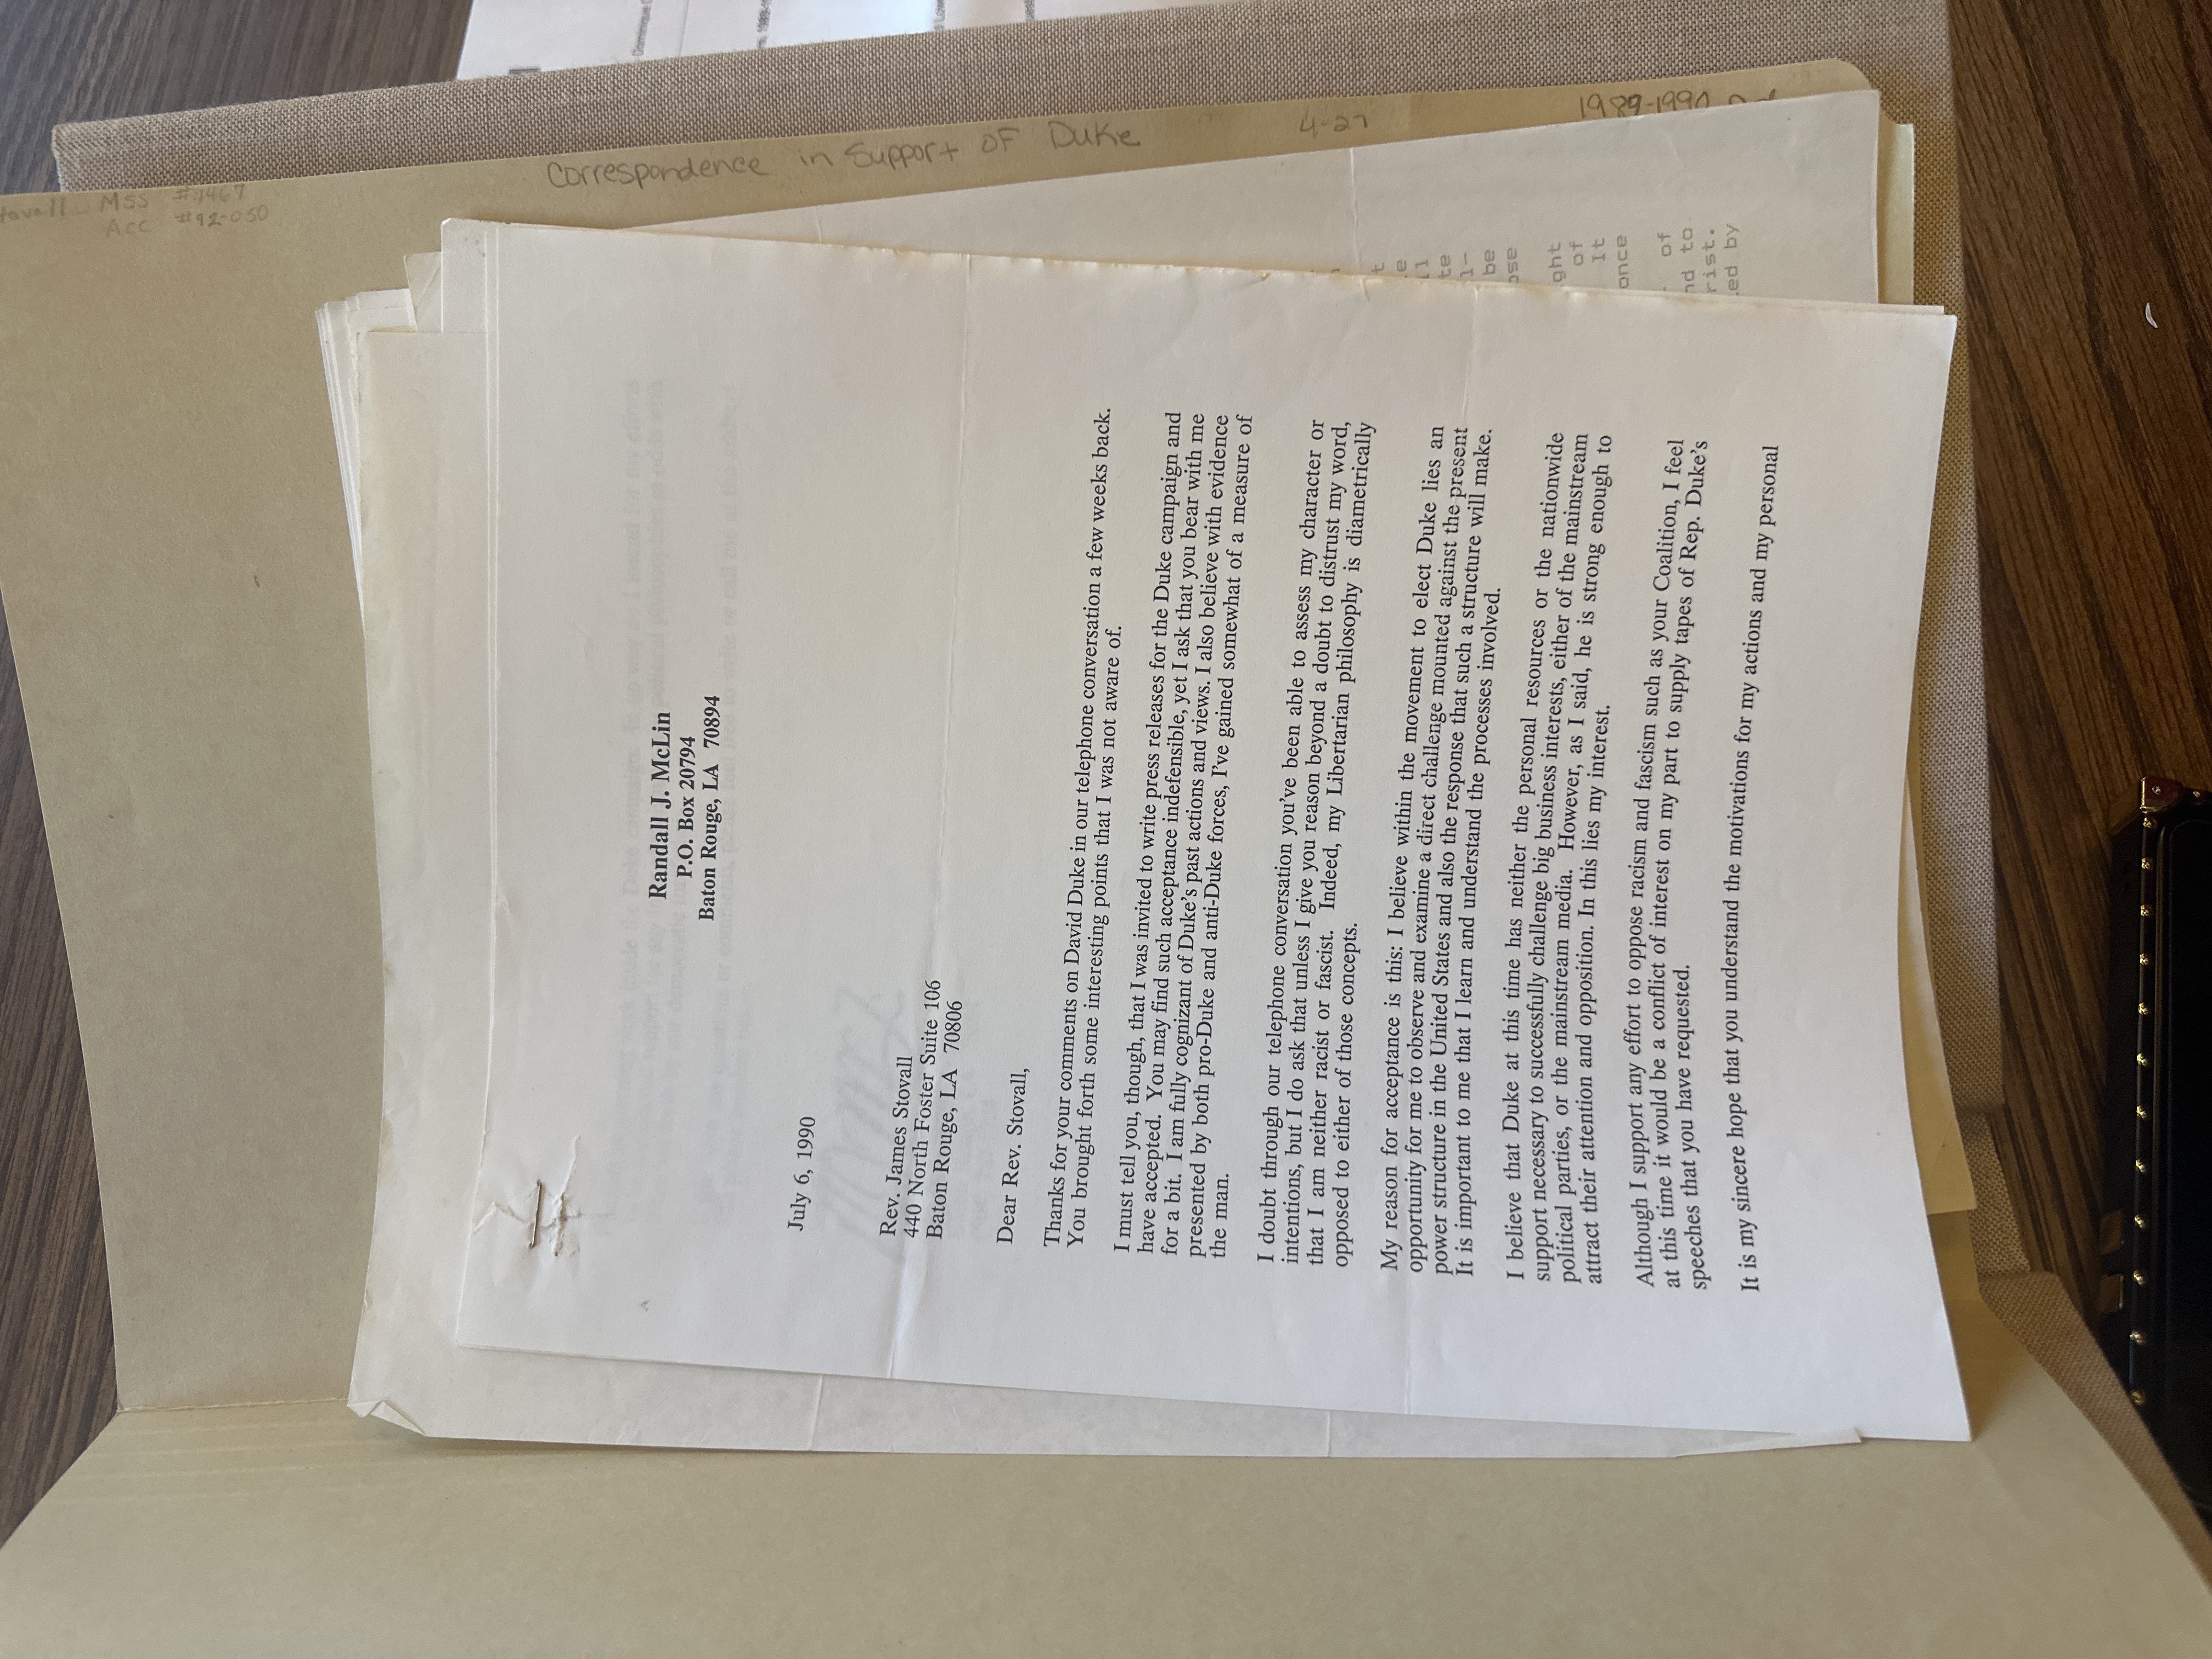 MSS #4467
Acc #92-050
Correspondence in Support of Duke
4:27
1989-1990
Randall J. McLin
P.O. Box 20794
Baton Rouge, LA 70894
July 6, 1990
Rev. James Stovall
440 North Foster Suite 106
Baton Rouge, LA 70806
Dear Rev. Stovall,
Thanks for your comments on David Duke in our telephone conversation a few weeks back.
You brought forth some interesting points that I was not aware of.
I must tell you, though, that I was invited to write press releases for the Duke campaign and
have accepted. You may find such acceptance indefensible, yet I ask that you bear with me
for a bit. I am fully cognizant of Duke's past actions and views. I also believe with evidence
presented by both pro-Duke and anti-Duke forces, I've gained somewhat of a measure of
the man.
I doubt through our telephone conversation you've been able to assess my character or
intentions, but I do ask that unless I give you reason beyond a doubt to distrust my word,
that I am neither racist or fascist. Indeed, my Libertarian philosophy is diametrically
opposed to either of those concepts.
My reason for acceptance is this: I believe within the movement to elect Duke lies an
opportunity for me to observe and examine a direct challenge mounted against the present
power structure in the United States and also the response that such a structure will make.
It is important to me that I learn and understand the processes involved.
I believe that Duke at this time has neither the personal resources or the nationwide
support necessary to successfully challenge big business interests, either of the mainstream
political parties, or the mainstream media. However, as I said, he is strong enough to
attract their attention and opposition. In this lies my interest.
Although I support any effort to oppose racism and fascism such as your Coalition, I feel
at this time it would be a conflict of interest on my part to supply tapes of Rep. Duke's
speeches that you have requested.
It is my sincere hope that you understand the motivations for my actions and my personal
be
ght
of
It
once
of
nd to
rist.
ed by
Dominique